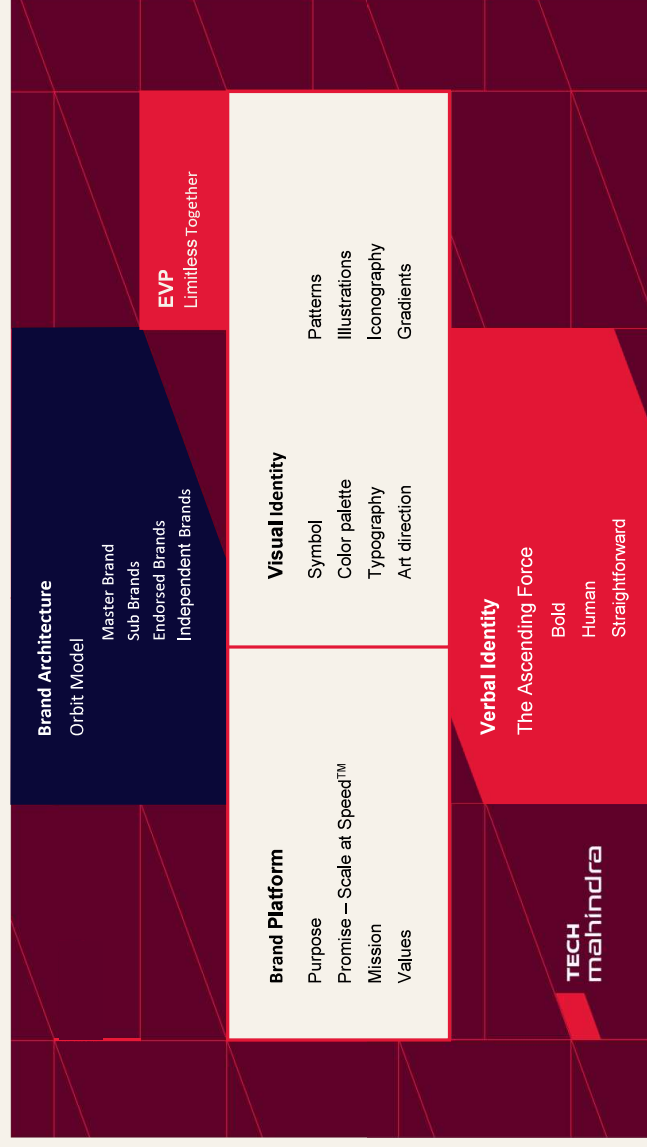 Brand Architecture
Orbit Model
Master Brand
Sub Brands
Endorsed Brands
Independent Brands
EVP
Limitless Together
Brand Platform
Purpose
Promise – Scale at Speed™
Mission
Values
Visual Identity
Symbol
Color palette
Typography
Art direction
Patterns
Illustrations
Iconography
Gradients
Verbal Identity
The Ascending Force
Bold
Human
Straightforward
TECH
mahindra